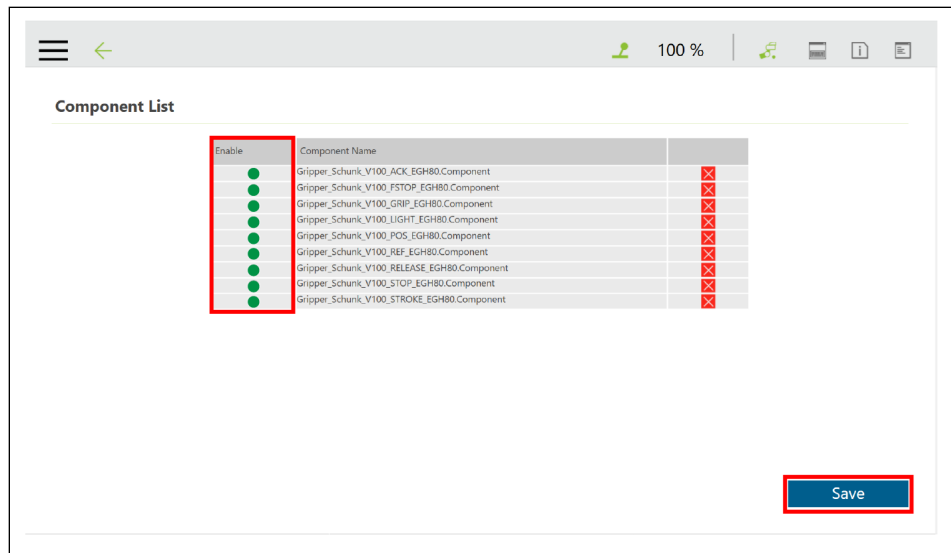 100 %
Component List
Enable Component Name
Gripper_Schunk_V100_ACK_EGH80.Component
Gripper_Schunk_V100_FSTOP_EGH80.Component
Gripper_Schunk_V100_GRIP_EGH80.Component
Gripper_Schunk_V100_LIGHT_EGH80.Component
Gripper_Schunk_V100_POS_EGH80.Component
Gripper_Schunk_V100_REF_EGH80.Component
Gripper_Schunk_V100_RELEASE_EGH80.Component
Gripper_Schunk_V100_STOP_EGH80.Component
Gripper_Schunk_V100_STROKE_EGH80.Component
Save